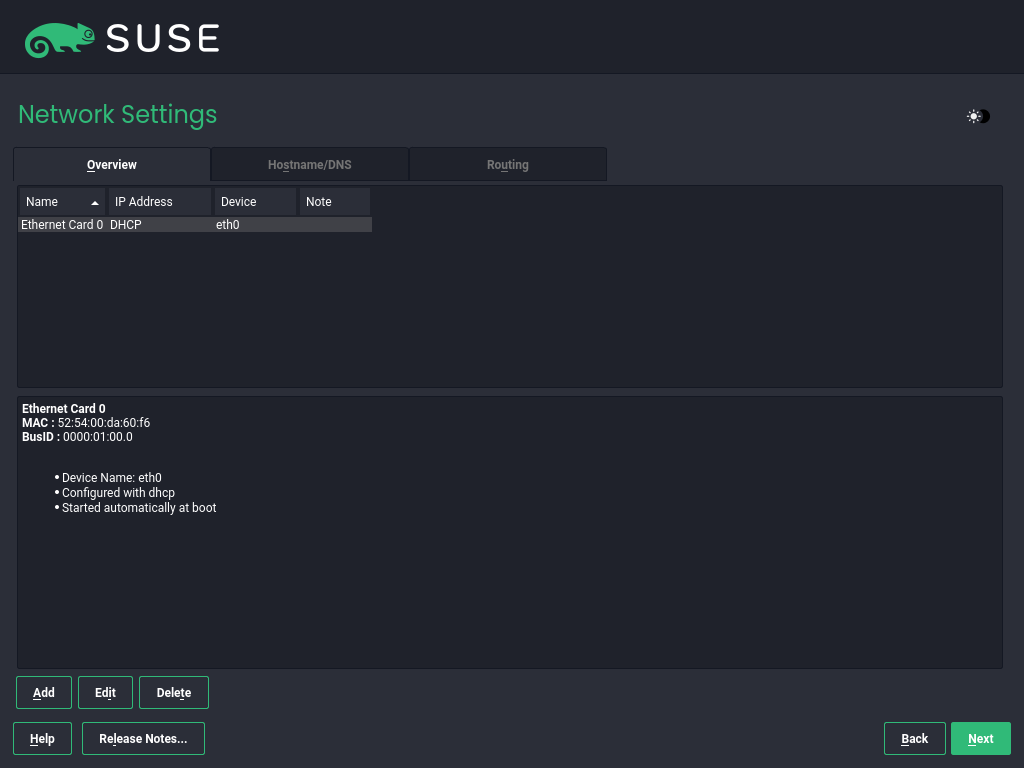 SUSE
Network Settings
Overview Hostname/DNS Routing
Name IP Address Device Note
Ethernet Card 0 DHCP eth0
Ethernet Card 0
MAC : 52:54:00:da:60:f6
BusID : 0000:01:00.0
• Device Name: eth0
• Configured with dhcp
• Started automatically at boot
Add Edit Delete
Help Release Notes... Back Next